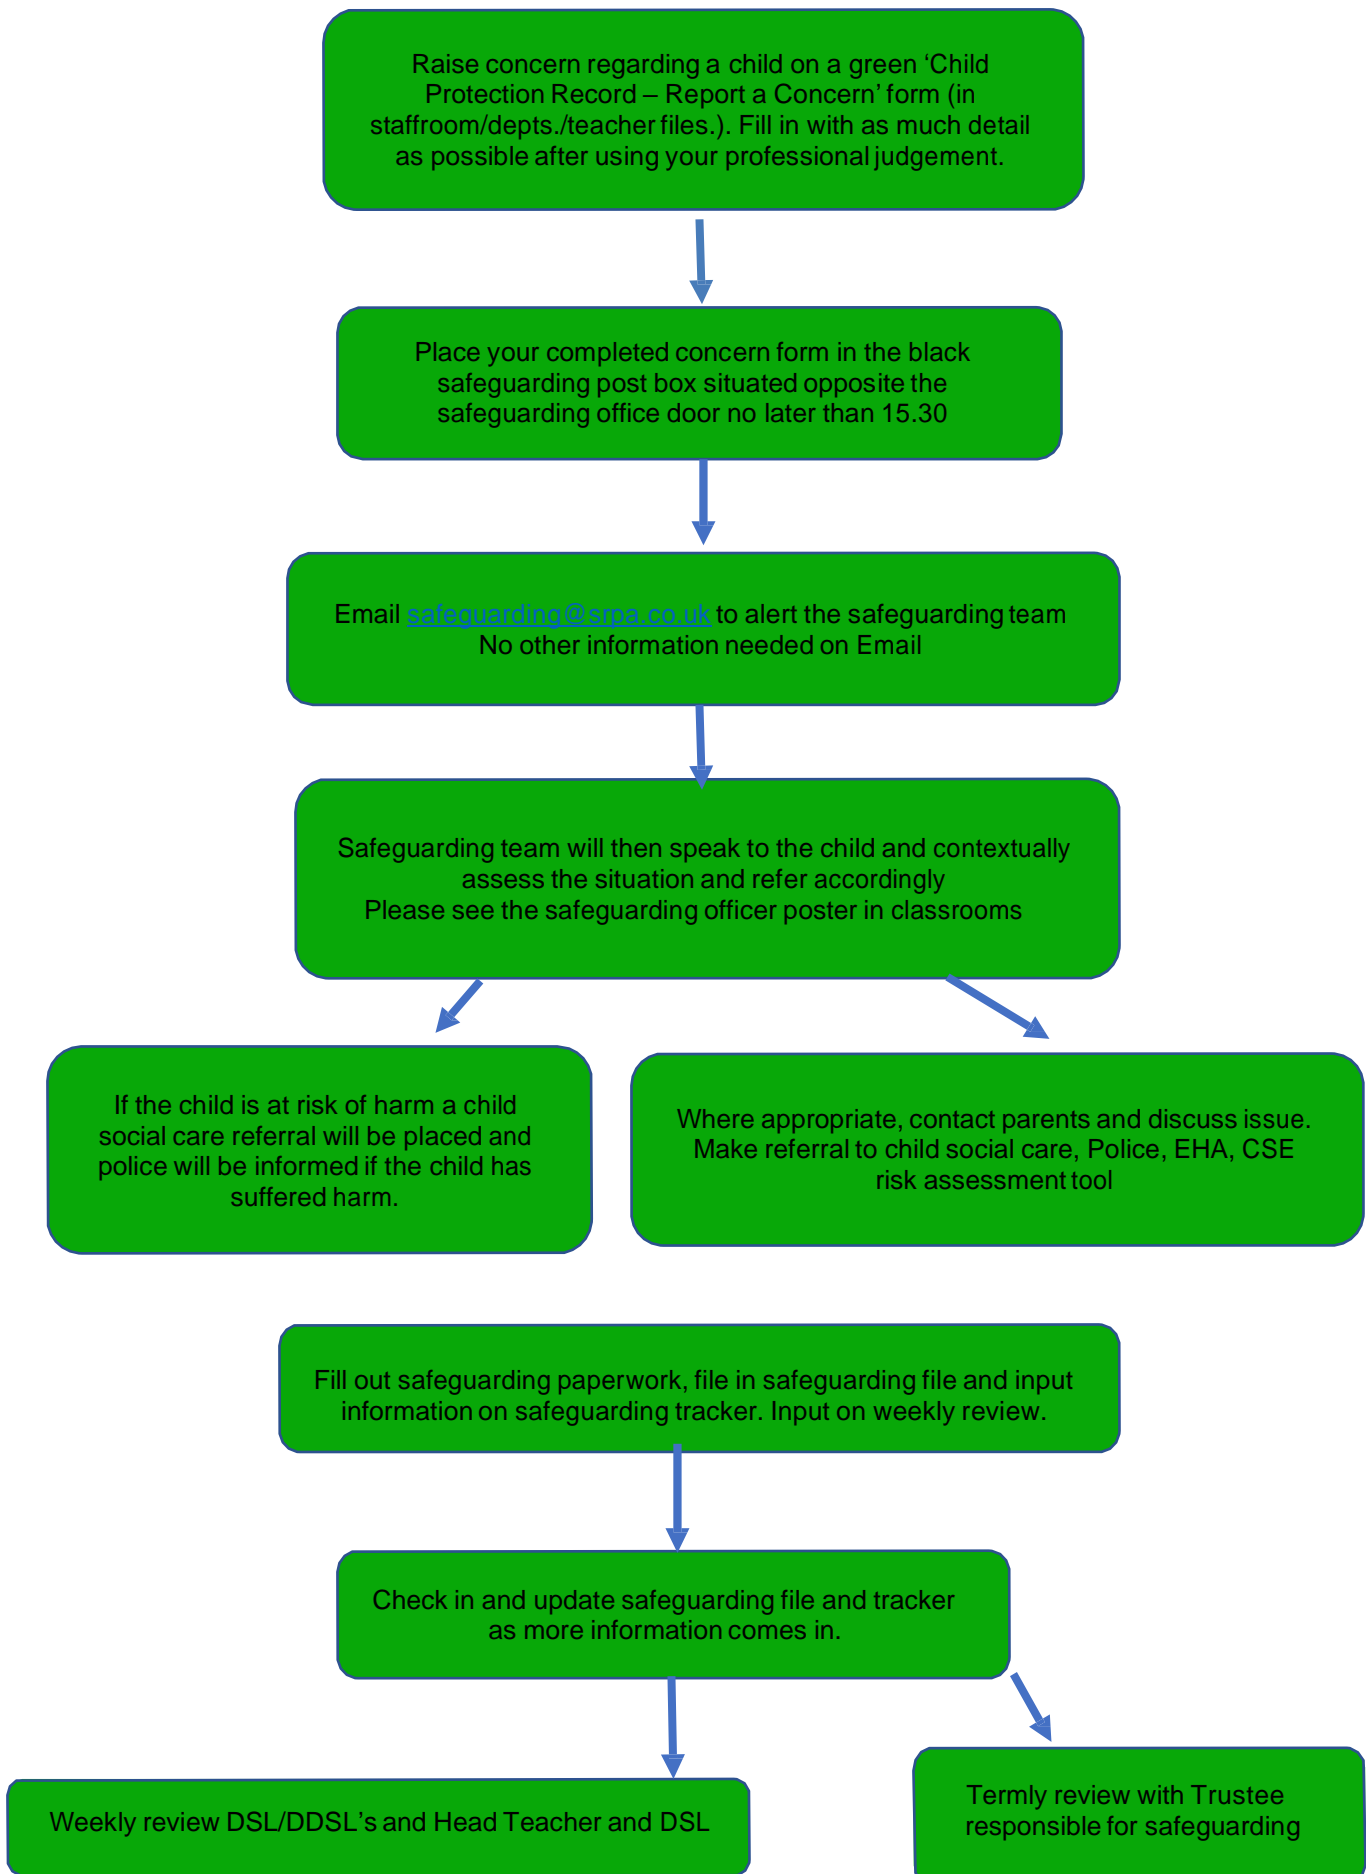 Raise concern regarding a child on a green ‘Child
Protection Record – Report a Concern’ form (in
staffroom/depts./teacher files.). Fill in with as much detail
as possible after using your professional judgement.
Place your completed concern form in the black
safeguarding post box situated opposite the
safeguarding office door no later than 15.30
Email safeguarding@srpa.co.uk to alert the safeguarding team
No other information needed on Email
Safeguarding team will then speak to the child and contextually
assess the situation and refer accordingly
Please see the safeguarding officer poster in classrooms
If the child is at risk of harm a child
social care referral will be placed and
police will be informed if the child has
suffered harm.
Where appropriate, contact parents and discuss issue.
Make referral to child social care, Police, EHA, CSE
risk assessment tool
Fill out safeguarding paperwork, file in safeguarding file and input
information on safeguarding tracker. Input on weekly review.
Check in and update safeguarding file and tracker
as more information comes in.
Weekly review DSL/DDSL’s and Head Teacher and DSL
Termly review with Trustee
responsible for safeguarding